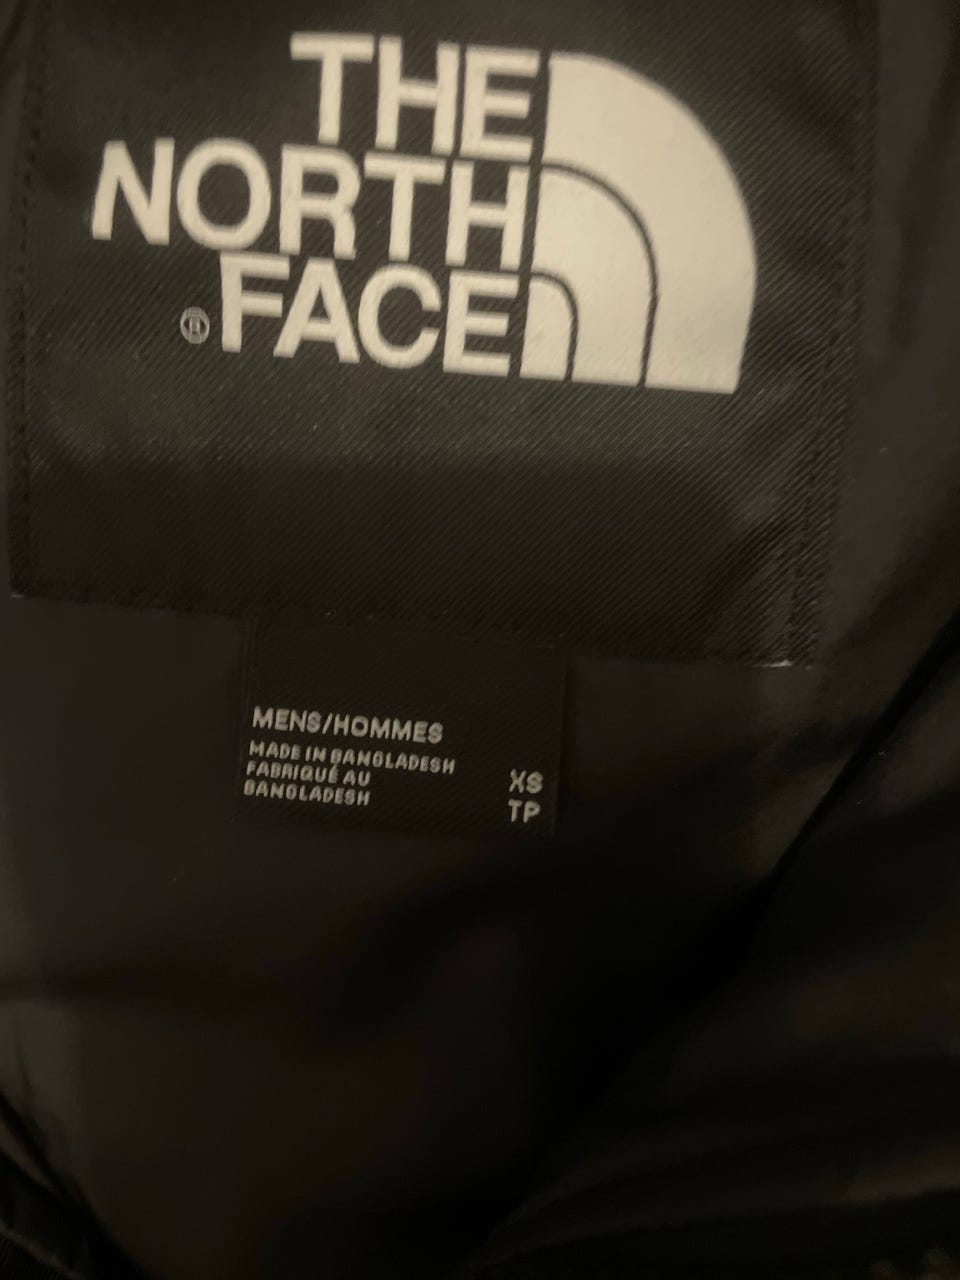 THE
NORTH
FACE
®
MENS/HOMMES
MADE IN BANGLADESH
FABRIQUÉ AU
BANGLADESH
XS
TP